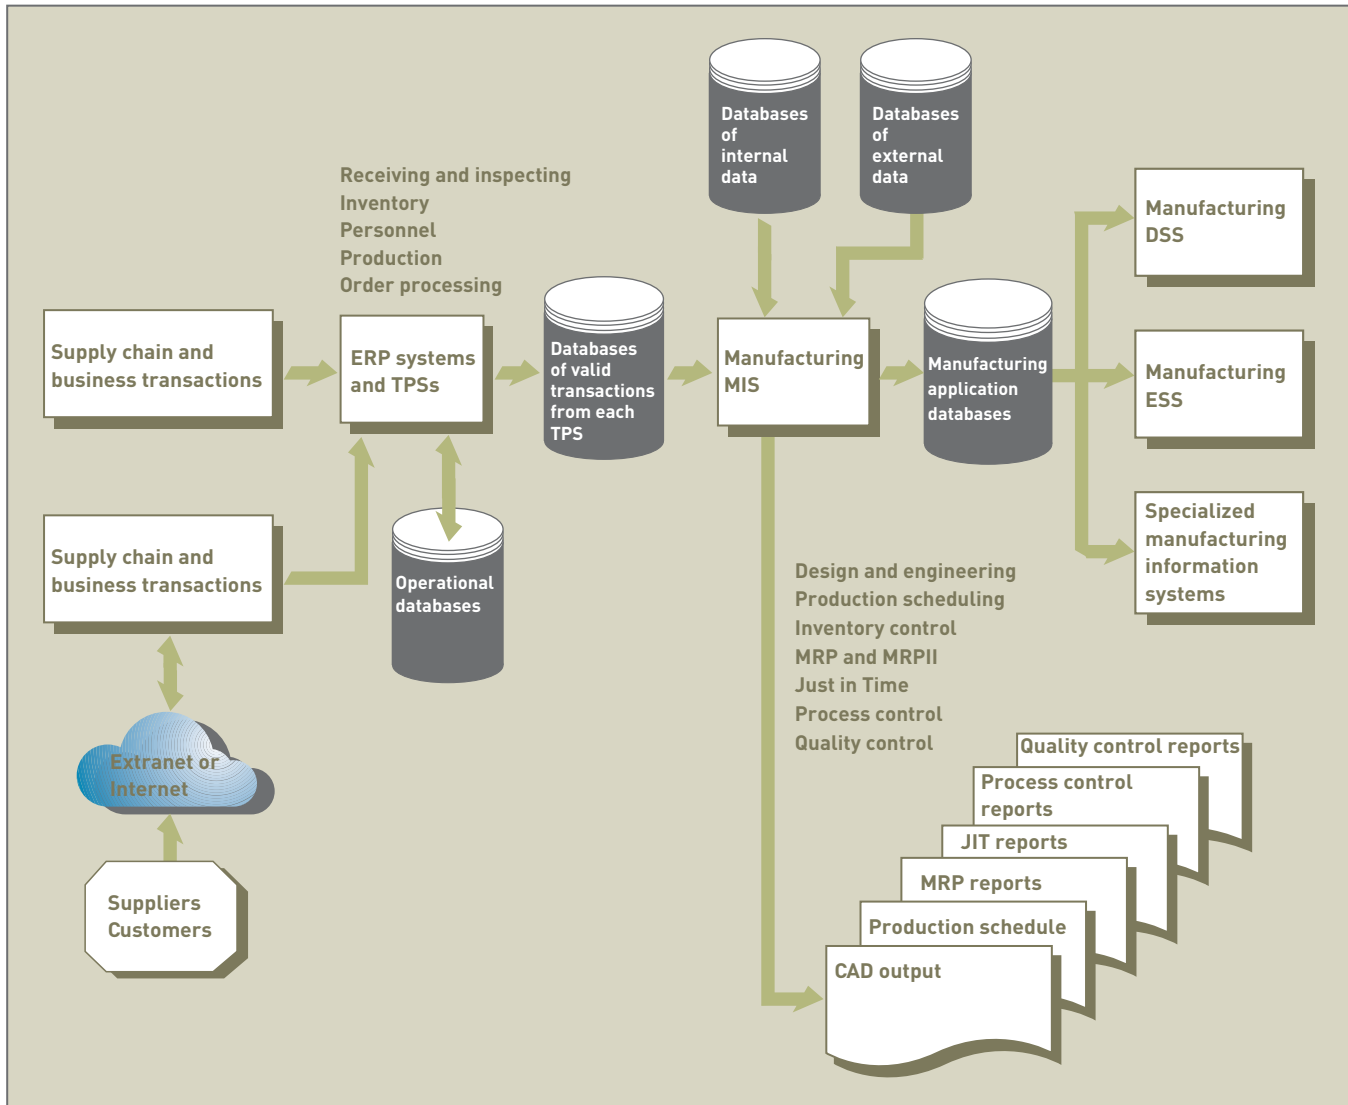 Databases
of
internal
data
Databases
of
external
data
Receiving and inspecting
Inventory
Personnel
Production
Order processing
Manufacturing
DSS
Supply chain and
business transactions
ERP systems
and TPSs
Databases
of valid
transactions
from each
TPS
Manufacturing
MIS
Manufacturing
application
databases
Manufacturing
ESS
Supply chain and
business transactions
Operational
databases
Specialized
manufacturing
information
systems
Design and engineering
Production scheduling
Inventory control
MRP and MRPII
Just in Time
Process control
Quality control
Extranet or
Internet
Suppliers
Customers
Quality control reports
Process control
reports
JIT reports
MRP reports
Production schedule
CAD output